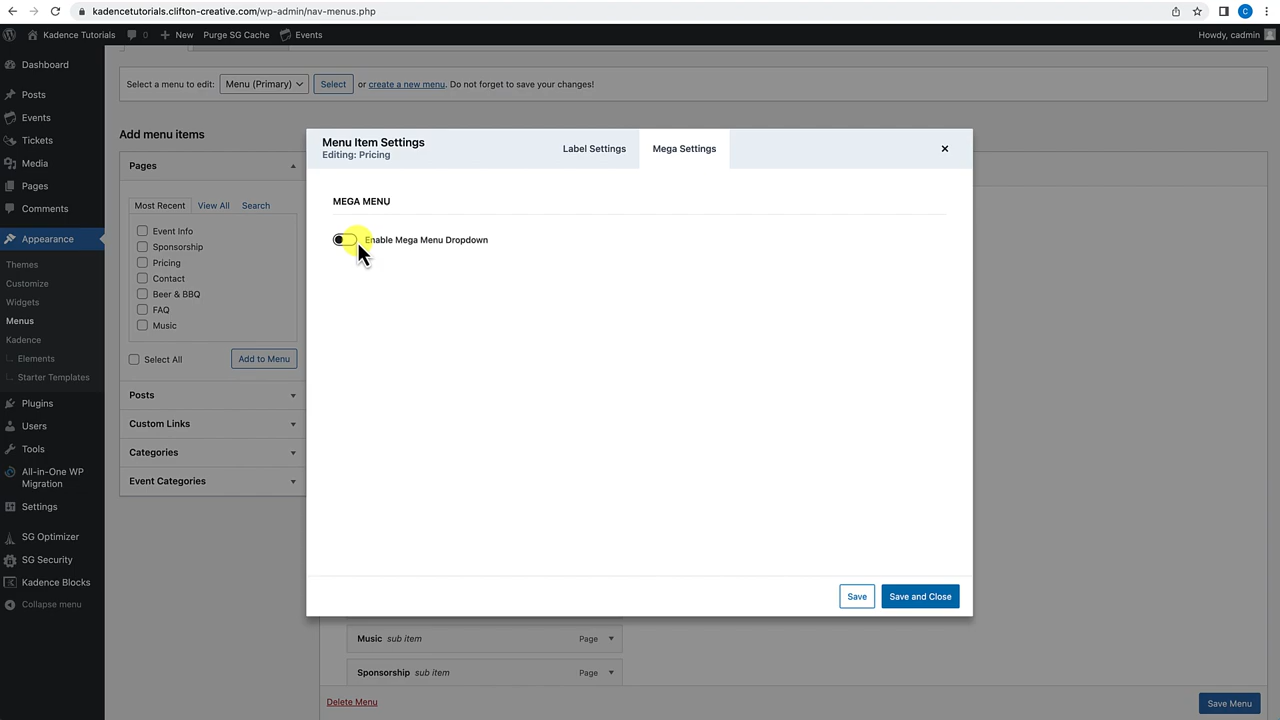 kadencetutorials.clifton-creative.com/wp-admin/nav-menus.php
C
Kadence Tutorials
0
New
Purge SG Cache
Events
Howdy, cadmin
Dashboard
Posts
Events
Tickets
Media
Pages
Comments
Appearance
Themes
Customize
Widgets
Menus
Kadence
Elements
Starter Templates
Plugins
Users
Tools
All-in-One WP
Migration
Settings
SG Optimizer
SG Security
Kadence Blocks
Collapse menu
Select a menu to edit: Menu (Primary) Select or create a new menu. Do not forget to save your changes!
Add menu items
Pages
Most Recent View All Search
Event Info
Sponsorship
Pricing
Contact
Beer & BBQ
FAQ
Music
Select All Add to Menu
Posts
Custom Links
Categories
Event Categories
Menu Item Settings
Editing: Pricing
Label Settings
Mega Settings
MEGA MENU
Enable Mega Menu Dropdown
Save
Save and Close
Music sub item Page
Sponsorship sub item Page
Delete Menu
Save Menu